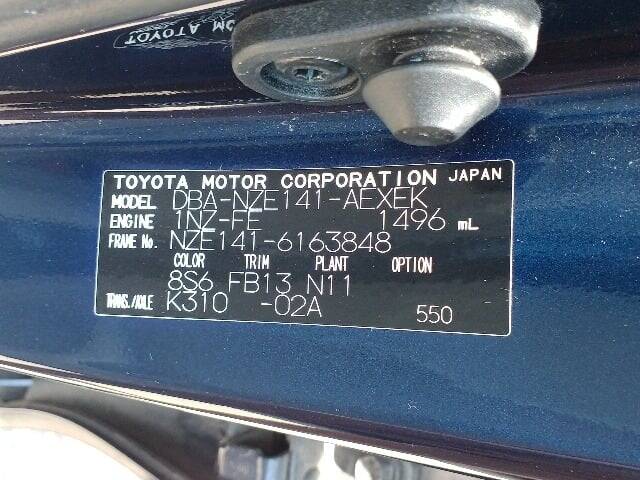 TOYOTA MOTOR CORPORATION JAPAN
MODEL DBA-NZE141-AEXEK
ENGINE 1NZ-FE 1496 mL
FRAME No. NZE141-6163848
COLOR TRIM PLANT OPTION
8S6 FB13 N11
TRANS./AXLE K310 -02A
550